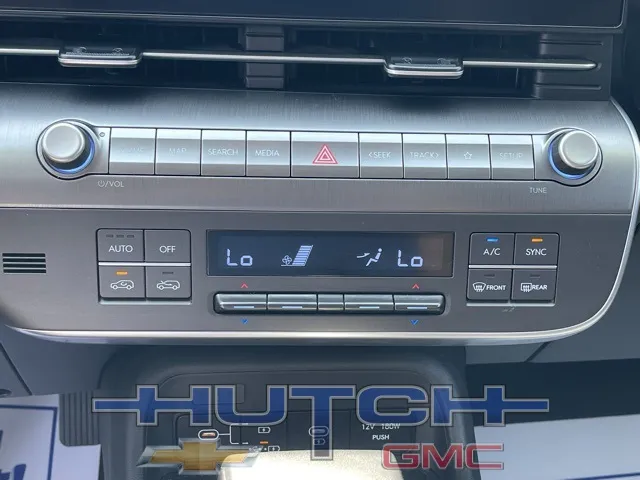 SEARCH MEDIA <SEEK TRACK> SETUP
⏻/VOL TUNE
AUTO OFF Lo Lo A/C SYNC
FRONT REAR
HUTCH
12V 180W
PUSH
GMC